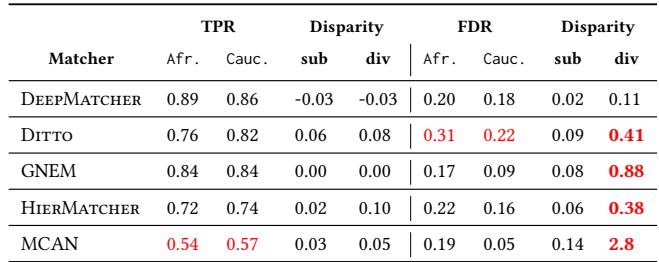 TPR Disparity FDR Disparity
Matcher Afr. Cauc. sub div Afr. Cauc. sub div
DEEPMATCHER 0.89 0.86 -0.03 -0.03 0.20 0.18 0.02 0.11
DITTO 0.76 0.82 0.06 0.08 0.31 0.22 0.09 0.41
GNEM 0.84 0.84 0.00 0.00 0.17 0.09 0.08 0.88
HIERMATCHER 0.72 0.74 0.02 0.10 0.22 0.16 0.06 0.38
MCAN 0.54 0.57 0.03 0.05 0.19 0.05 0.14 2.8